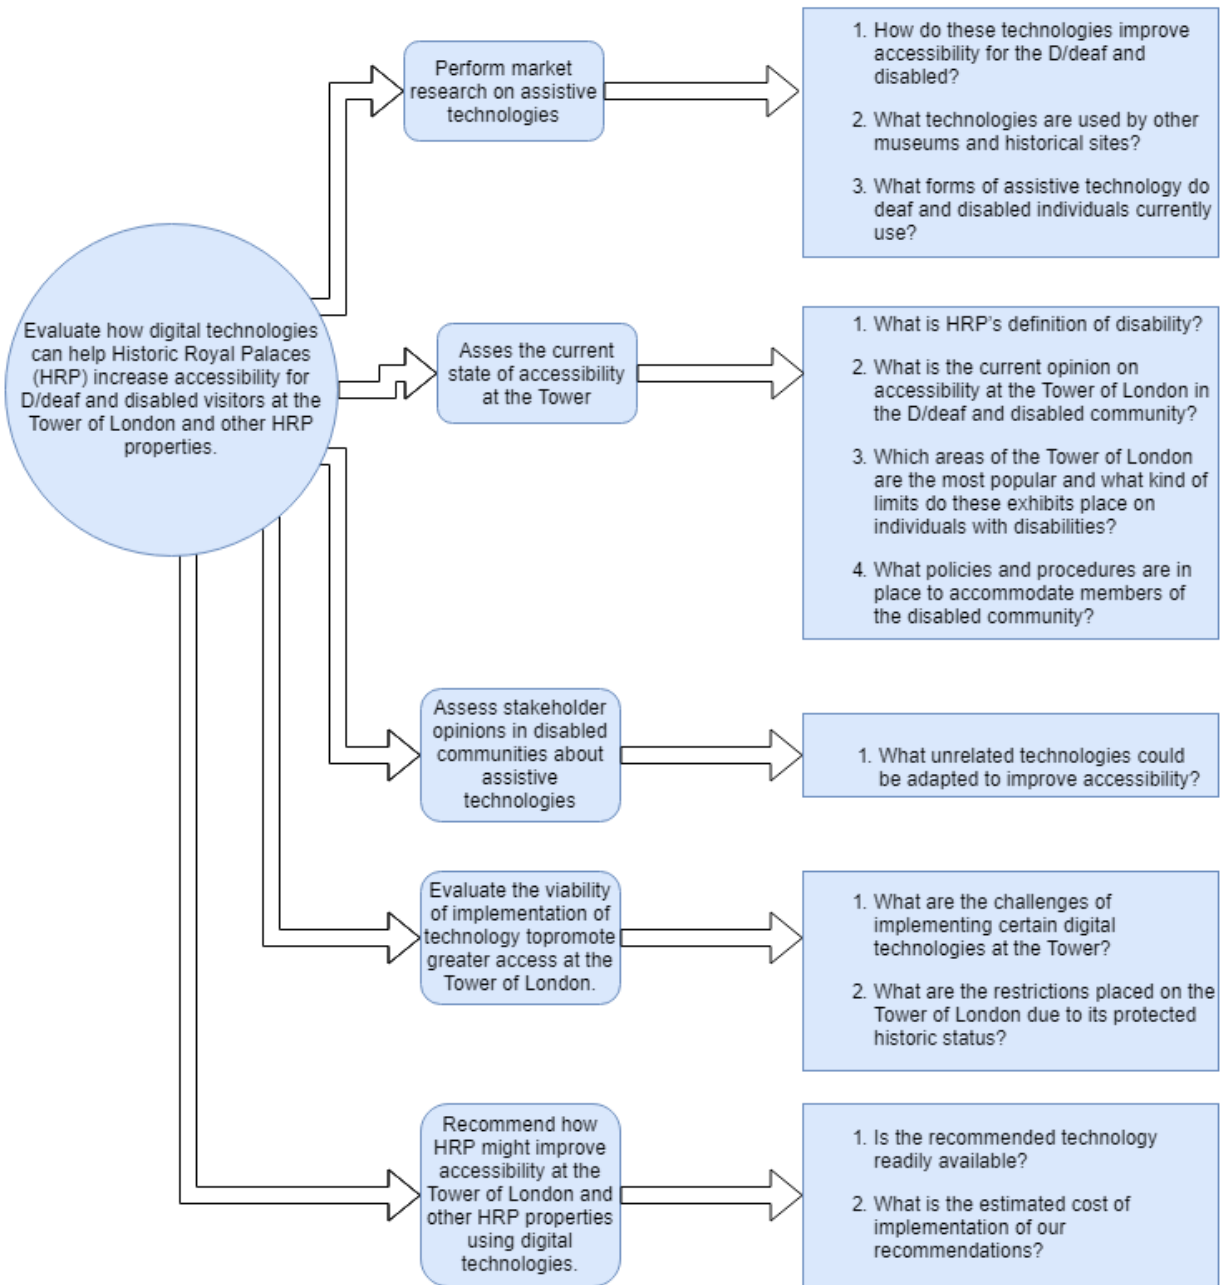 Evaluate how digital technologies
can help Historic Royal Palaces
(HRP) increase accessibility for
D/deaf and disabled visitors at the
Tower of London and other HRP
properties.
Perform market
research on assistive
technologies
1. How do these technologies improve
accessibility for the D/deaf and
disabled?
2. What technologies are used by other
museums and historical sites?
3. What forms of assistive technology do
deaf and disabled individuals currently
use?
Asses the current
state of accessibility
at the Tower
1. What is HRP's definition of disability?
2. What is the current opinion on
accessibility at the Tower of London in
the D/deaf and disabled community?
3. Which areas of the Tower of London
are the most popular and what kind of
limits do these exhibits place on
individuals with disabilities?
4. What policies and procedures are in
place to accommodate members of
the disabled community?
Assess stakeholder
opinions in disabled
communities about
assistive
technologies
1. What unrelated technologies could
be adapted to improve accessibility?
Evaluate the viability
of implementation of
technology topromote
greater access at the
Tower of London.
1. What are the challenges of
implementing certain digital
technologies at the Tower?
2. What are the restrictions placed on the
Tower of London due to its protected
historic status?
Recommend how
HRP might improve
accessibility at the
Tower of London and
other HRP properties
using digital
technologies.
1. Is the recommended technology
readily available?
2. What is the estimated cost of
implementation of our
recommendations?